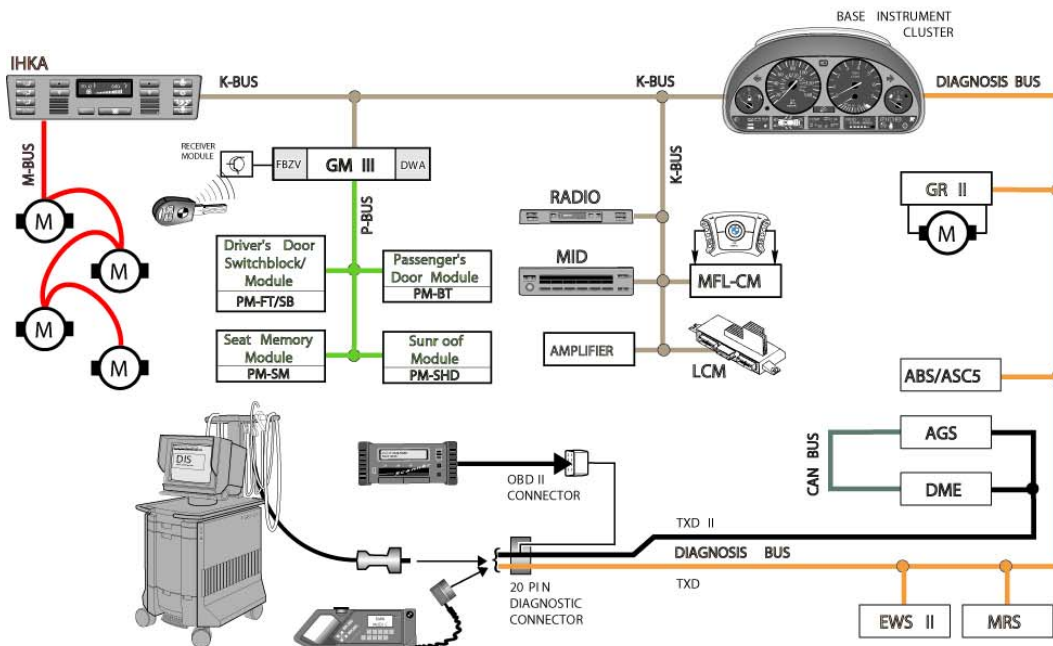 BASE INSTRUMENT
CLUSTER
IHKA
K-BUS
K-BUS
DIAGNOSIS BUS
M-BUS
RECEIVER
MODULE
FBZV
GM III
DWA
K-BUS
GR II
M
P-BUS
RADIO
M
M
Driver's Door
Switchblock/
Module
PM-FT/SB
Passenger's
Door Module
PM-BT
MID
MFL-CM
M
M
Seat Memory
Module
PM-SM
Sunr oof
Module
PM-SHD
AMPLIFIER
LCM
ABS/ASC5
CAN BUS
AGS
DME
DIS
OBD II
CONNECTOR
TXD II
DIAGNOSIS BUS
TXD
20 PIN
DIAGNOSTIC
CONNECTOR
EWS II
MRS